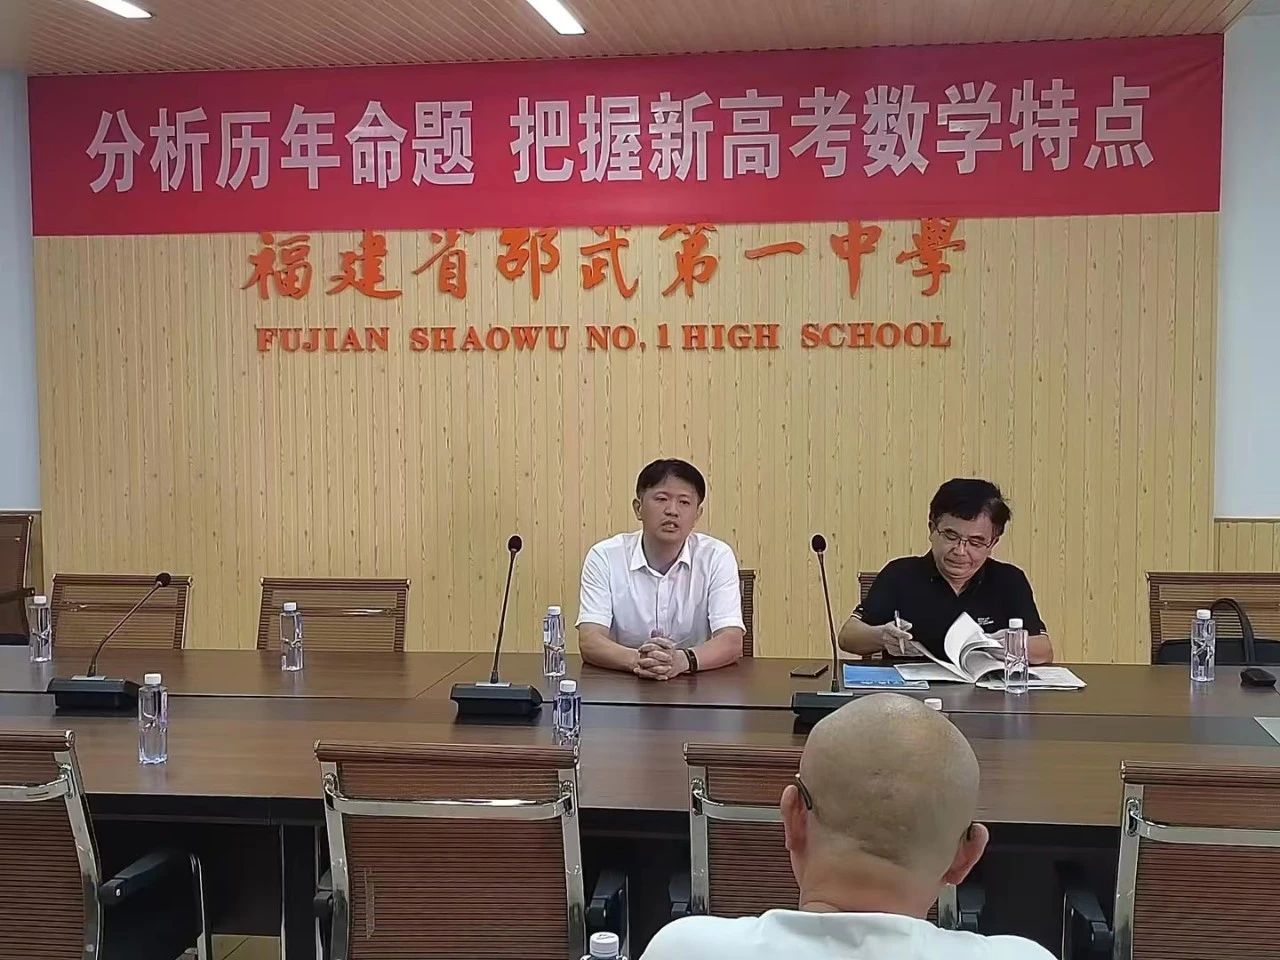 分析历年命题 把握新高考数学特点
福建省邵武第一中學
FUJIAN SHAOWU NO.1 HIGH SCHOOL